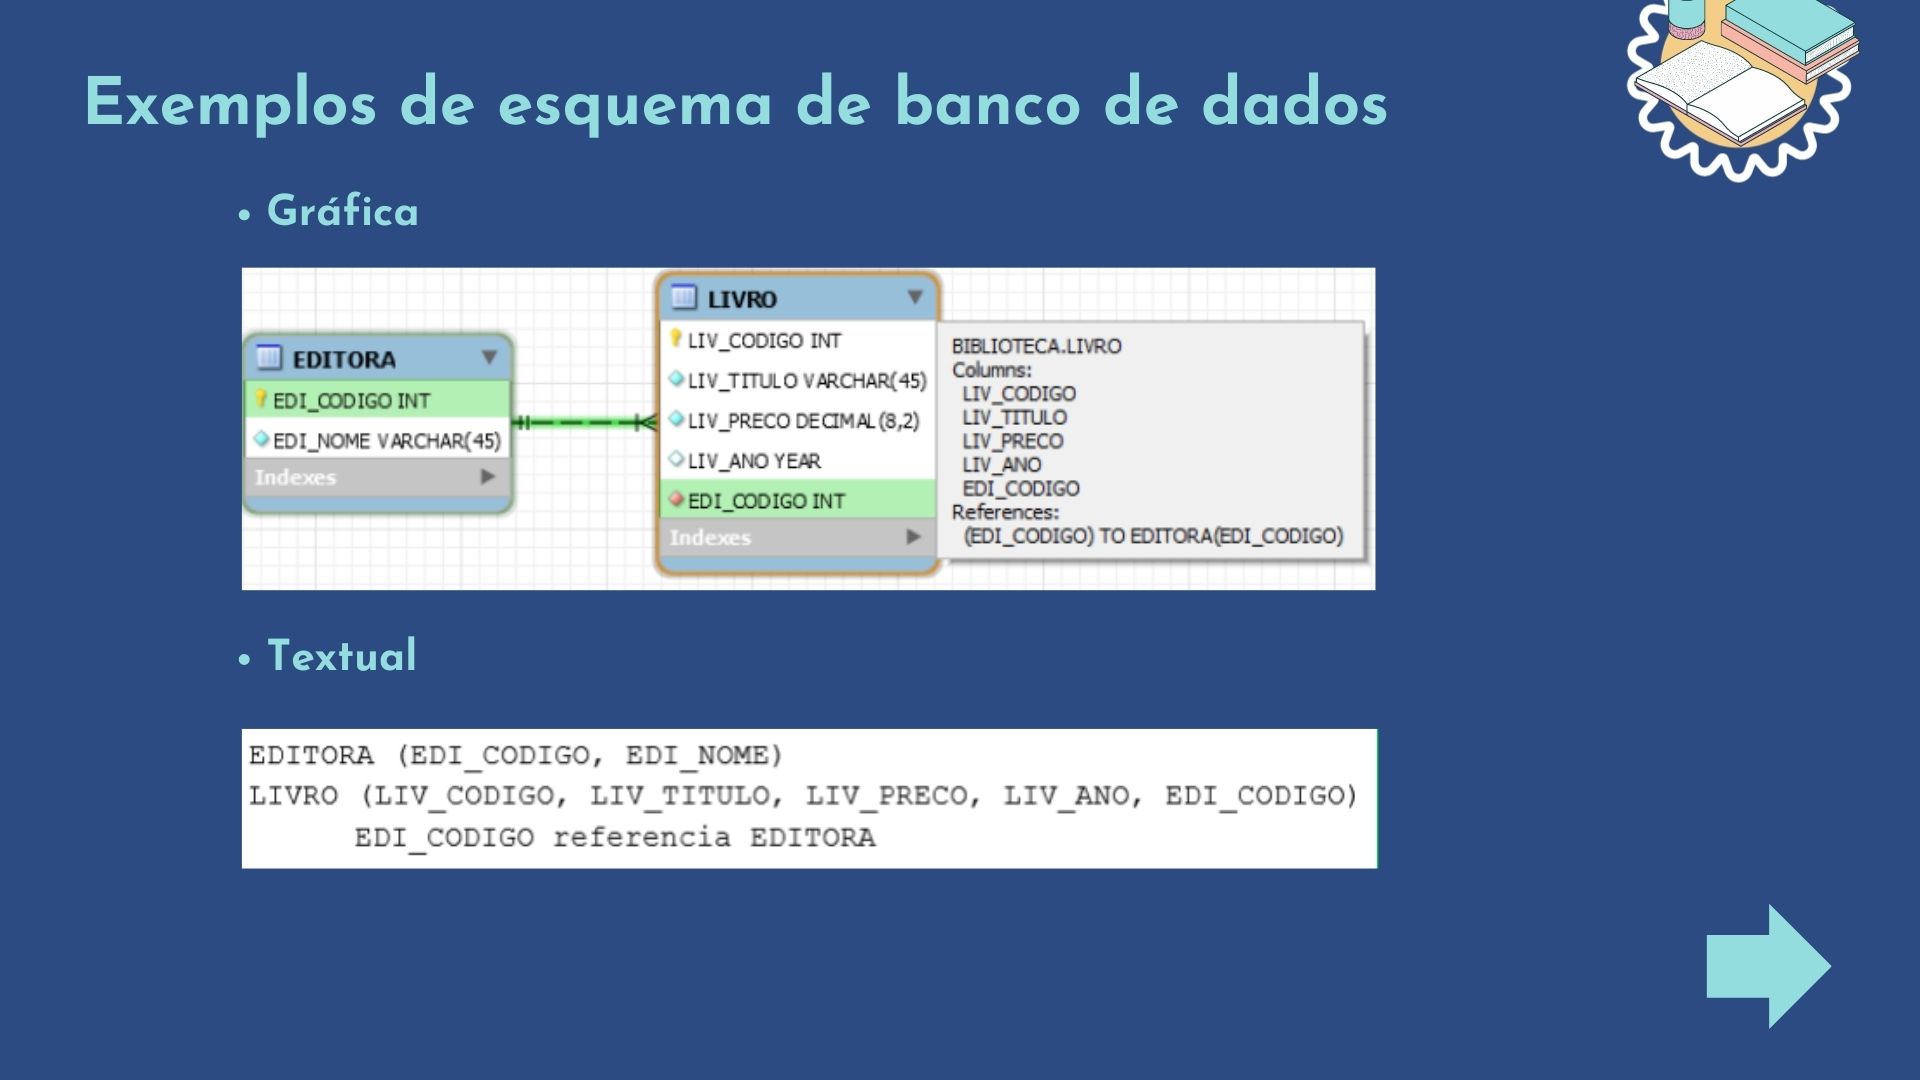 Exemplos de esquema de banco de dados
• Gráfica
EDITORA
EDI_CODIGO INT
EDI_NOME VARCHAR(45)
Indexes
LIVRO
LIV_CODIGO INT
LIV_TITULO VARCHAR(45)
LIV_PRECO DECIMAL(8,2)
LIV_ANO YEAR
EDI_CODIGO INT
Indexes
BIBLIOTECA.LIVRO
Columns:
LIV_CODIGO
LIV_TITULO
LIV_PRECO
LIV_ANO
EDI_CODIGO
References:
(EDI_CODIGO) TO EDITORA(EDI_CODIGO)
• Textual
EDITORA (EDI_CODIGO, EDI_NOME)
LIVRO (LIV_CODIGO, LIV_TITULO, LIV_PRECO, LIV_ANO, EDI_CODIGO)
EDI_CODIGO referencia EDITORA